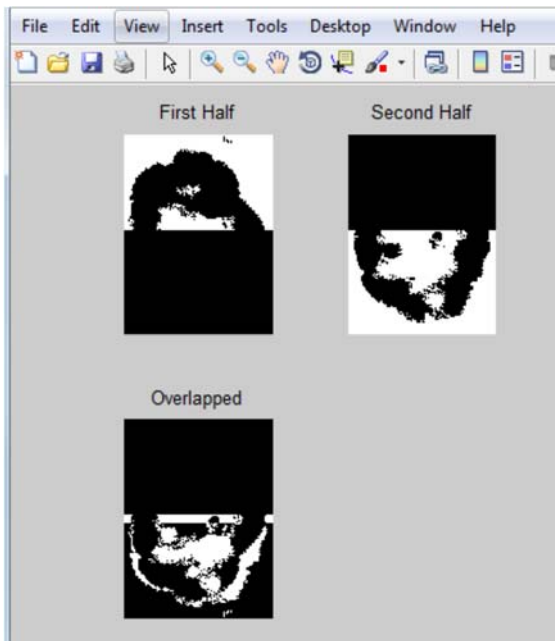 File Edit View Insert Tools Desktop Window Help
First Half Second Half
Overlapped